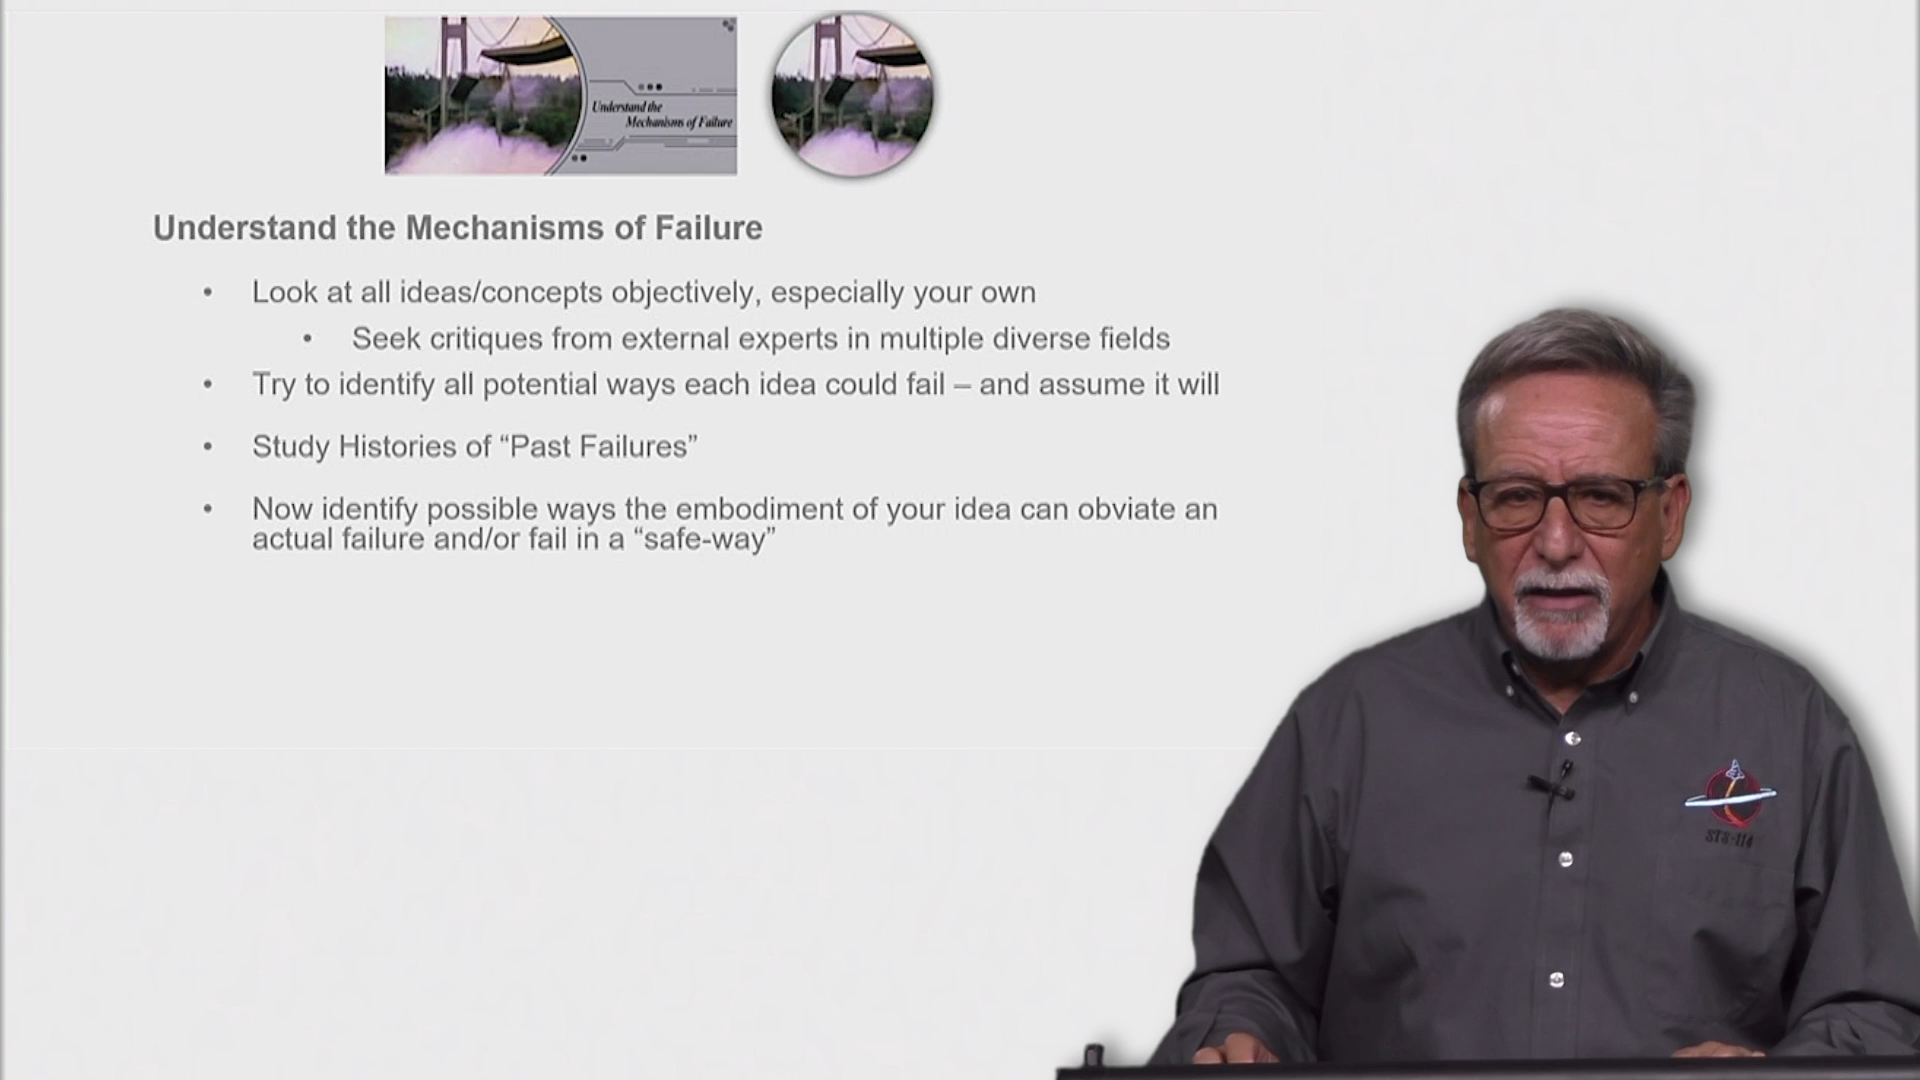 Understand the
Mechanisms of Failure
Understand the Mechanisms of Failure
• Look at all ideas/concepts objectively, especially your own
• Seek critiques from external experts in multiple diverse fields
• Try to identify all potential ways each idea could fail – and assume it will
• Study Histories of “Past Failures”
• Now identify possible ways the embodiment of your idea can obviate an
actual failure and/or fail in a “safe-way”
STS-114